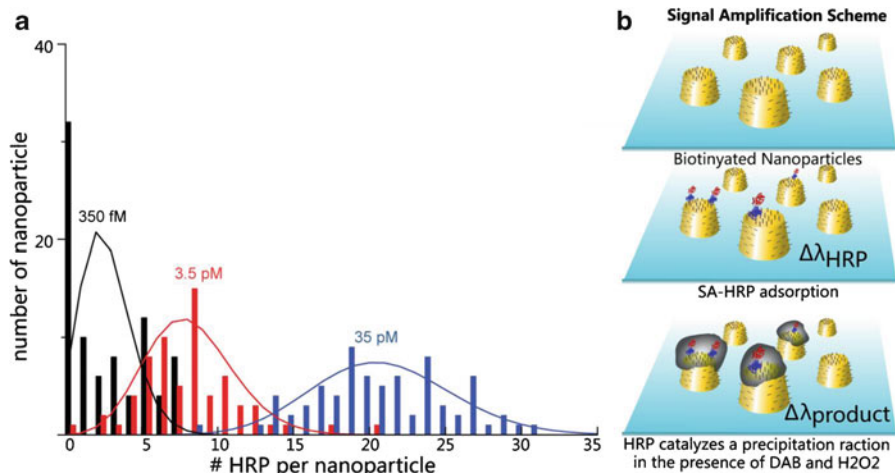 a
40
20
0
5
10
15
20
25
30
35
number of nanoparticle
# HRP per nanoparticle
350 fM
3.5 pM
35 pM
b
Signal Amplification Scheme
Biotinyated Nanoparticles
ΔλHRP
SA-HRP adsorption
Δλproduct
HRP catalyzes a precipitation raction
in the presence of DAB and H2O2